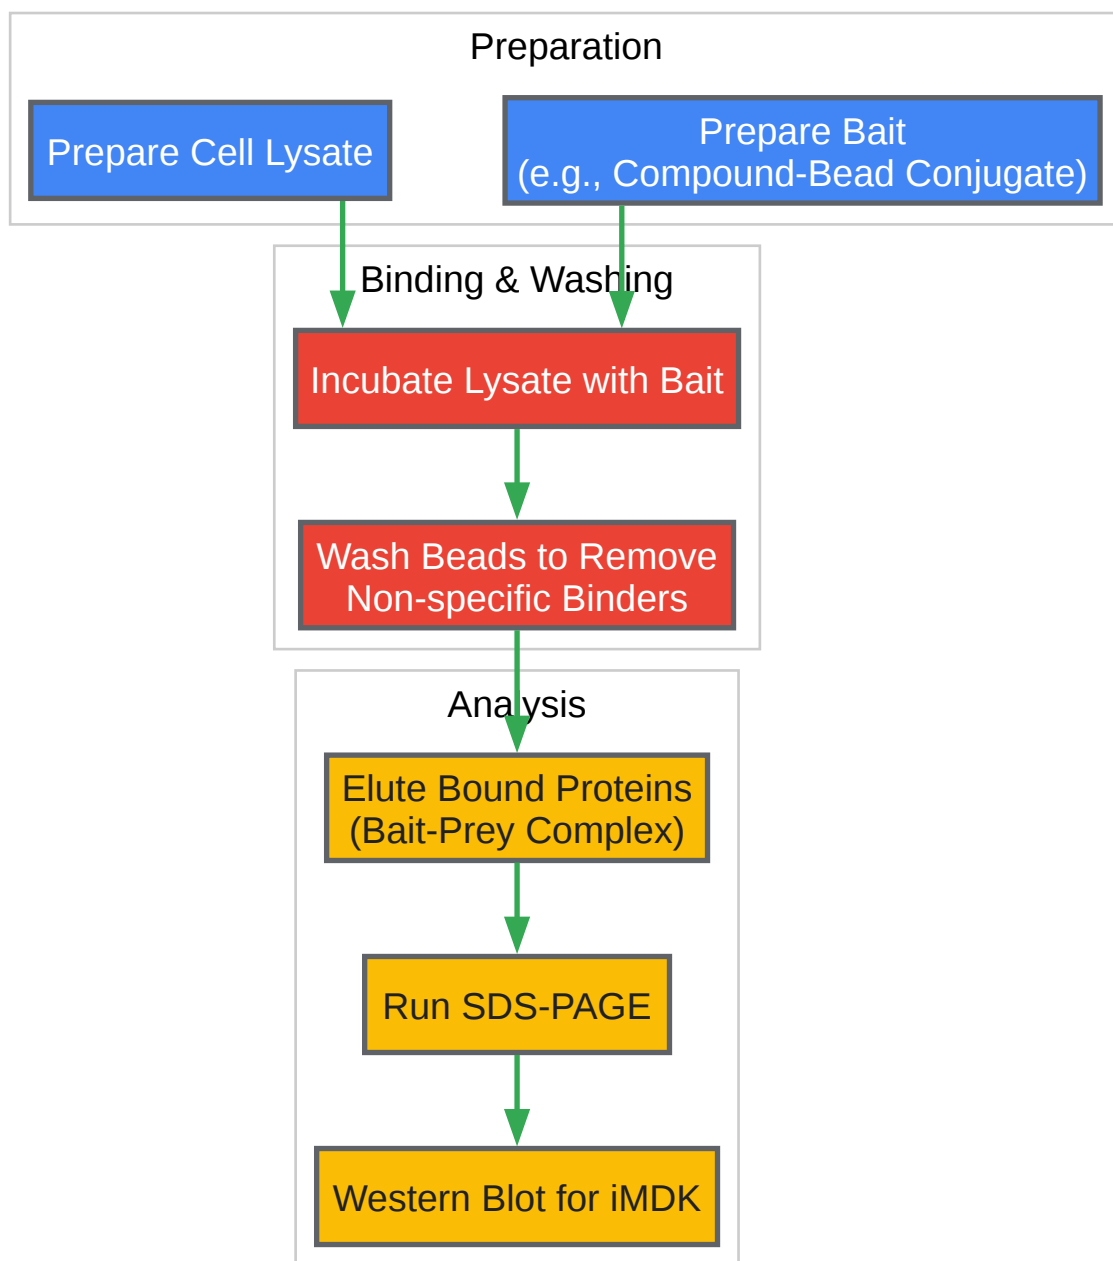 Preparation
Prepare Cell Lysate
Prepare Bait
(e.g., Compound-Bead Conjugate)
Binding & Washing
Incubate Lysate with Bait
Wash Beads to Remove
Non-specific Binders
Analysis
Elute Bound Proteins
(Bait-Prey Complex)
Run SDS-PAGE
Western Blot for iMDK